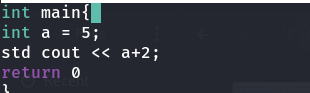 int main{
int a = 5;
std cout << a+2;
return 0
}